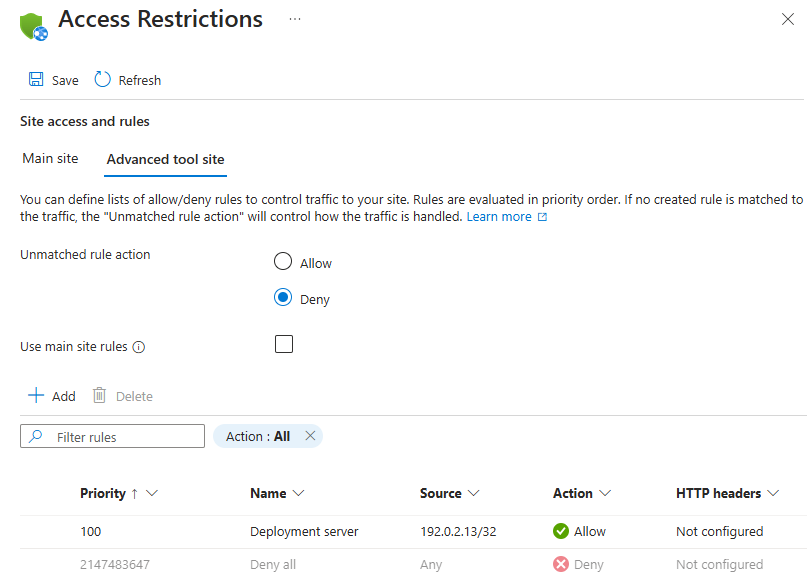 Access Restrictions ...
Save Refresh
Site access and rules
Main site Advanced tool site
You can define lists of allow/deny rules to control traffic to your site. Rules are evaluated in priority order. If no created rule is matched to
the traffic, the "Unmatched rule action" will control how the traffic is handled. Learn more
Unmatched rule action
Allow
Deny
Use main site rules
Add Delete
Filter rules Action : All
Priority ↑ Name Source Action HTTP headers
100 Deployment server 192.0.2.13/32 Allow Not configured
2147483647 Deny all Any Deny Not configured